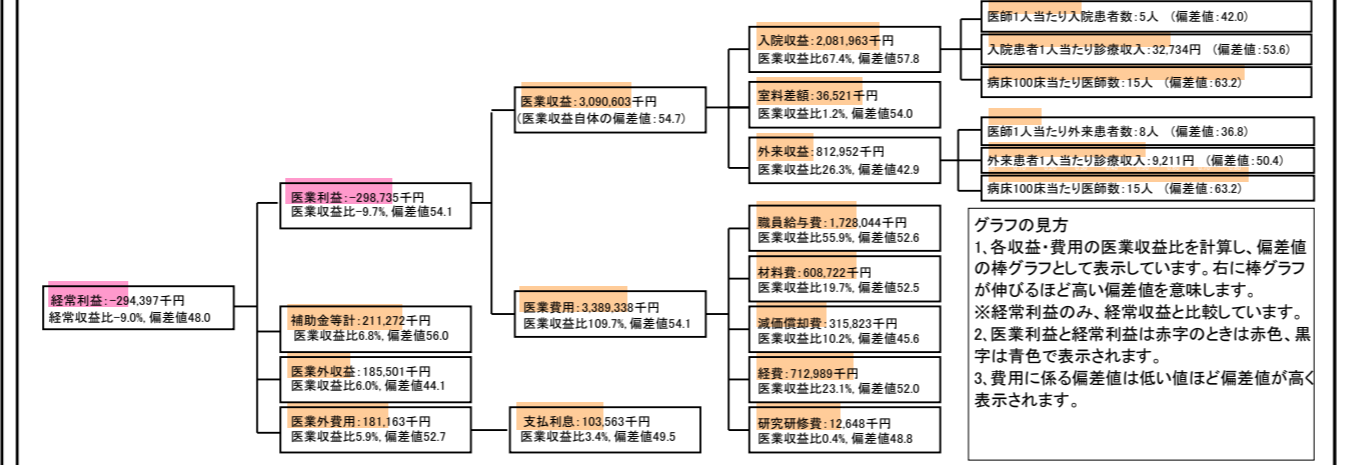 経常利益:-294,397千円
経常収益比-9.0%, 偏差値48.0
医業利益:-298,735千円
医業収益比-9.7%, 偏差値54.1
補助金等計:211,272千円
医業収益比6.8%, 偏差値56.0
医業外収益:185,501千円
医業収益比6.0%, 偏差値44.1
医業外費用:181,163千円
医業収益比5.9%, 偏差値52.7
医業収益:3,090,603千円
(医業収益自体の偏差値:54.7)
医業費用:3,389,338千円
医業収益比109.7%, 偏差値54.1
支払利息:103,563千円
医業収益比3.4%, 偏差値49.5
入院収益:2,081,963千円
医業収益比67.4%, 偏差値57.8
室料差額:36,521千円
医業収益比1.2%, 偏差値54.0
外来収益:812,952千円
医業収益比26.3%, 偏差値42.9
職員給与費:1,728,044千円
医業収益比55.9%, 偏差値52.6
材料費:608,722千円
医業収益比19.7%, 偏差値52.5
減価償却費:315,823千円
医業収益比10.2%, 偏差値45.6
経費:712,989千円
医業収益比23.1%, 偏差値52.0
研究研修費:12,648千円
医業収益比0.4%, 偏差値48.8
医師1人当たり入院患者数:5人 (偏差値:42.0)
入院患者1人当たり診療収入:32,734円 (偏差値:53.6)
病床100床当たり医師数:15人 (偏差値:63.2)
医師1人当たり外来患者数:8人 (偏差値:36.8)
外来患者1人当たり診療収入:9,211円 (偏差値:50.4)
病床100床当たり医師数:15人 (偏差値:63.2)
グラフの見方
1、各収益・費用の医業収益比を計算し、偏差値
の棒グラフとして表示しています。右に棒グラフ
が伸びるほど高い偏差値を意味します。
※経常利益のみ、経常収益と比較しています。
2、医業利益と経常利益は赤字のときは赤色、黒
字は青色で表示されます。
3、費用に係る偏差値は低い値ほど偏差値が高く
表示されます。